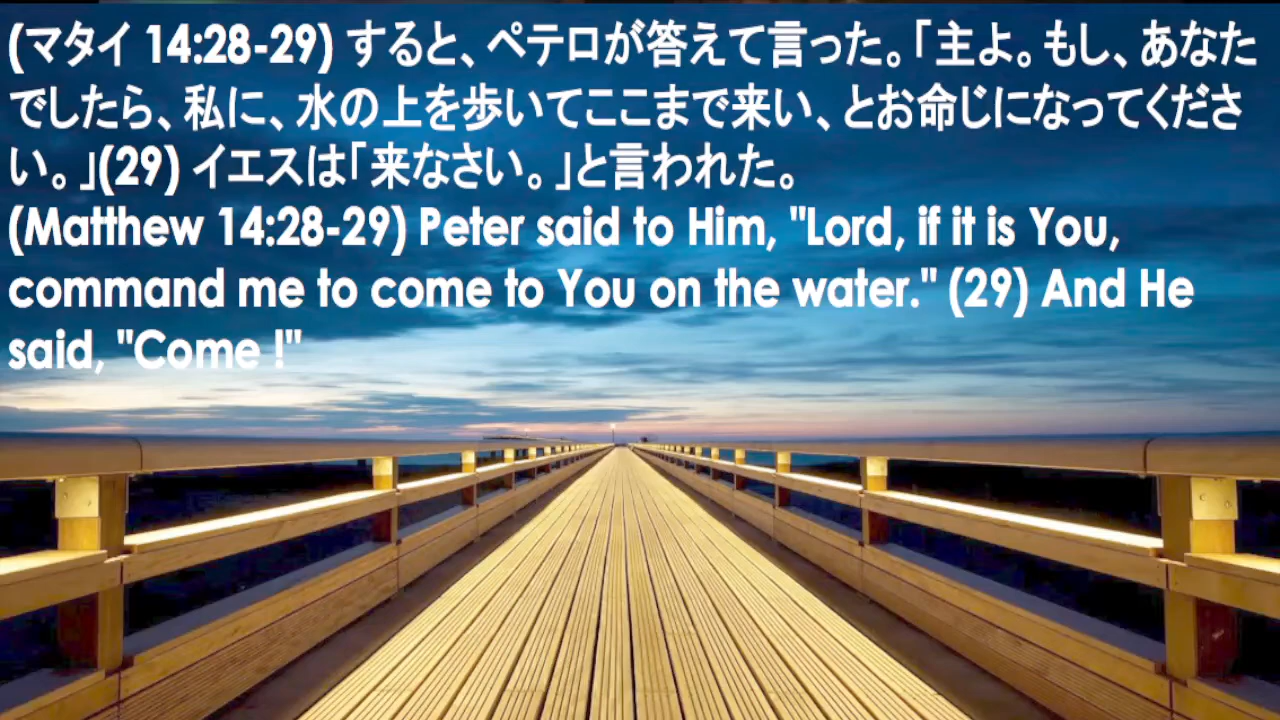 (マタイ 14:28-29) すると、ペテロが答えて言った。「主よ。もし、あなた
でしたら、私に、水の上を歩いてここまで来い、とお命じになってくださ
い。」(29) イエスは「来なさい。」と言われた。
(Matthew 14:28-29) Peter said to Him, "Lord, if it is You,
command me to come to You on the water." (29) And He
said, "Come !"